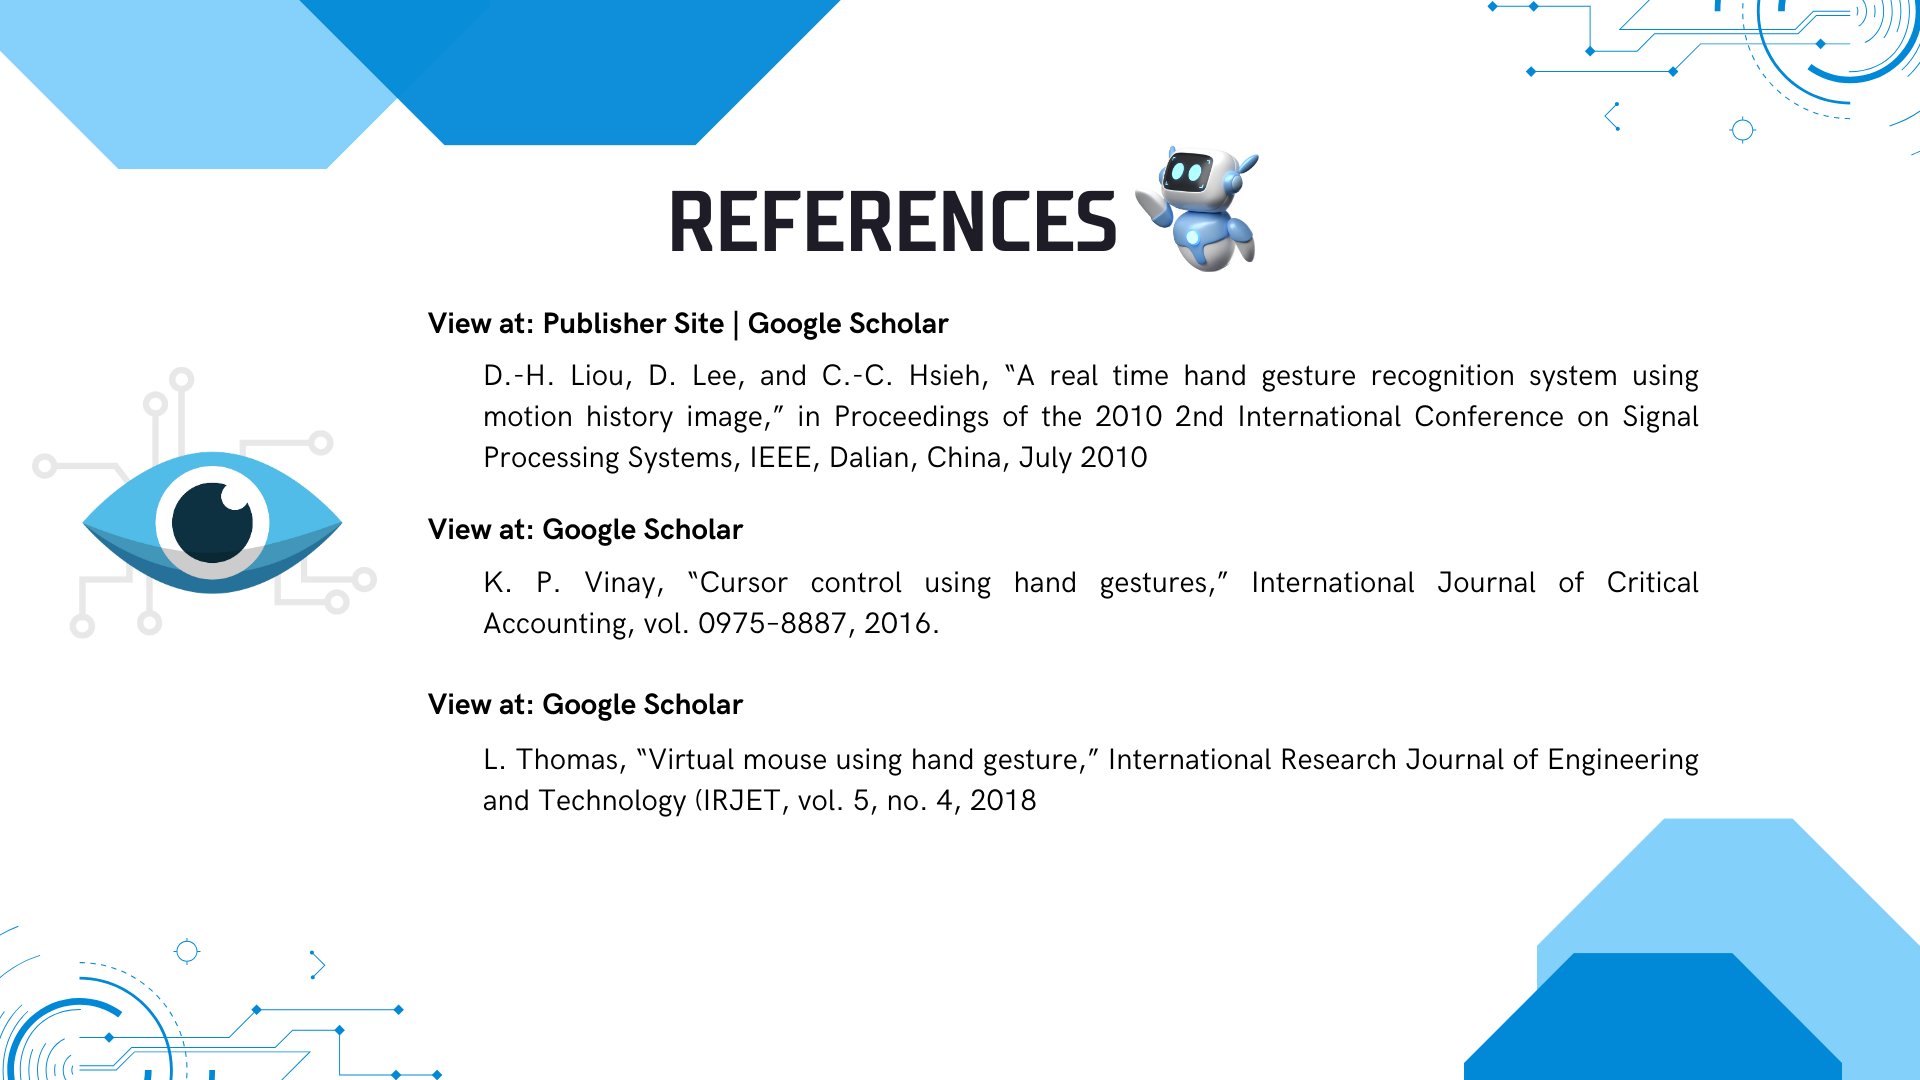 REFERENCES
View at: Publisher Site | Google Scholar
D.-H. Liou, D. Lee, and C.-C. Hsieh, “A real time hand gesture recognition system using
motion history image,” in Proceedings of the 2010 2nd International Conference on Signal
Processing Systems, IEEE, Dalian, China, July 2010
View at: Google Scholar
K. P. Vinay, “Cursor control using hand gestures,” International Journal of Critical
Accounting, vol. 0975–8887, 2016.
View at: Google Scholar
L. Thomas, “Virtual mouse using hand gesture,” International Research Journal of Engineering
and Technology (IRJET, vol. 5, no. 4, 2018